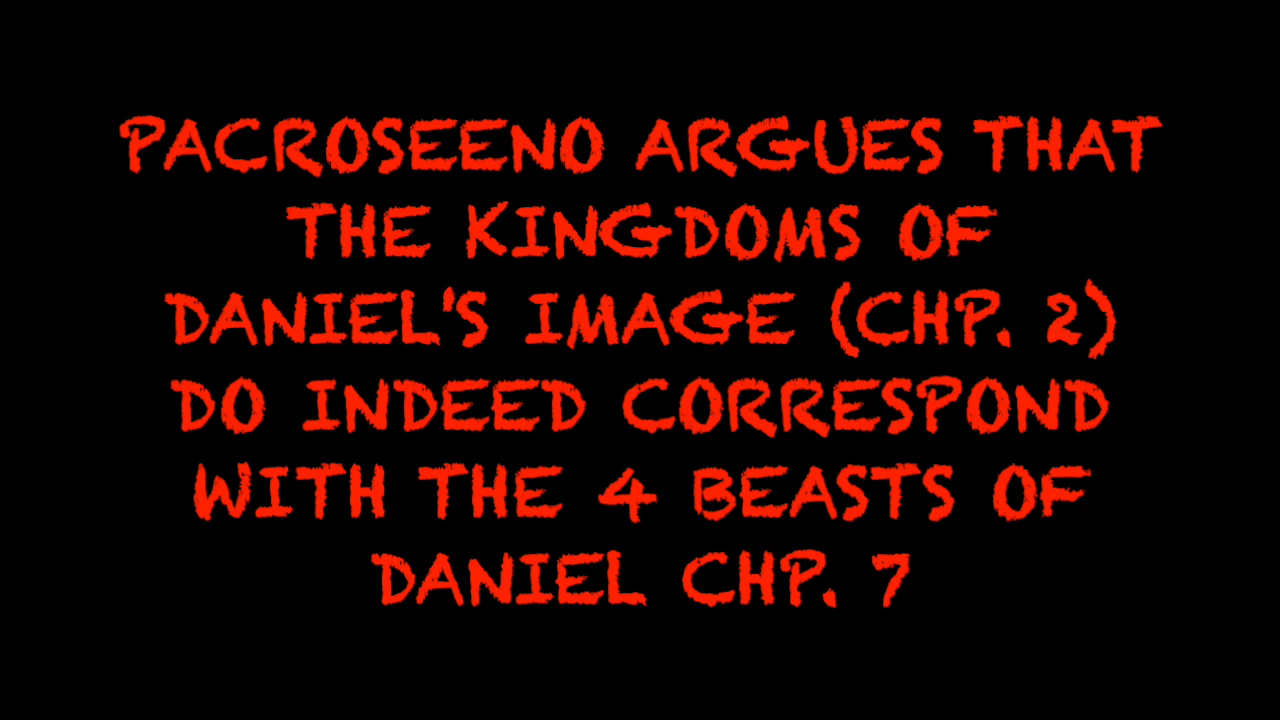 PACROSEENO ARGUES THAT
THE KINGDOMS OF
DANIEL'S IMAGE (CHP. 2)
DO INDEED CORRESPOND
WITH THE 4 BEASTS OF
DANIEL CHP. 7